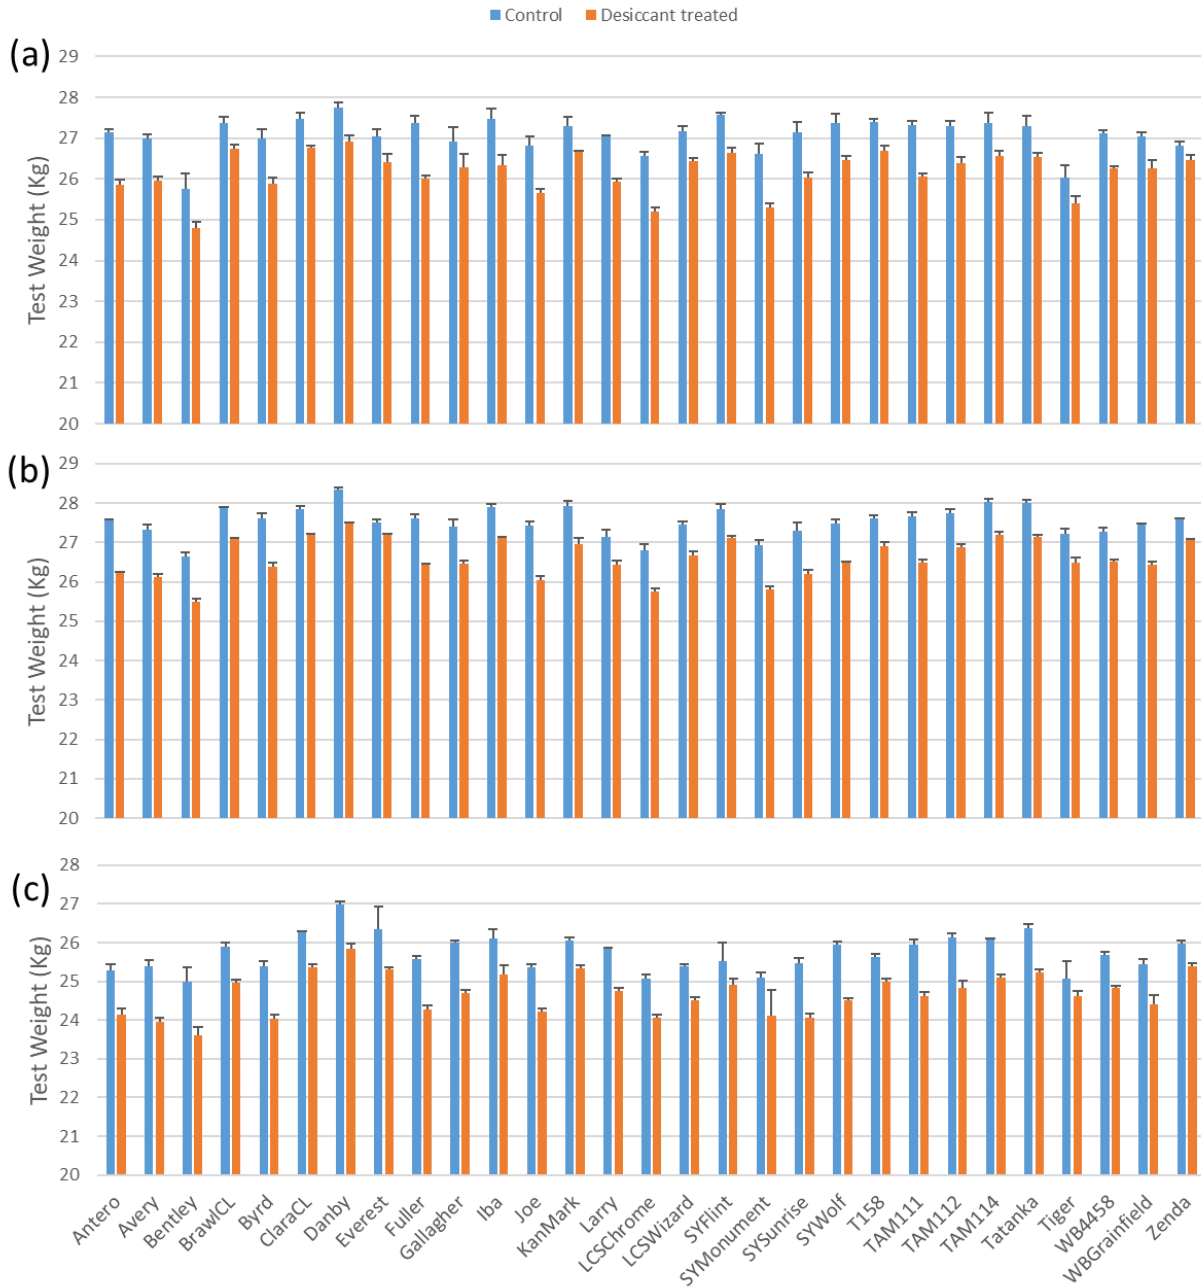 Control Desiccant treated
(a)
Test Weight (Kg)
29
28
27
26
25
24
23
22
21
20
(b)
Test Weight (Kg)
29
28
27
26
25
24
23
22
21
20
(c)
Test Weight (Kg)
28
27
26
25
24
23
22
21
20
Antero
Avery
Bentley
BrawlCL
Byrd
ClaraCL
Danby
Everest
Fuller
Gallagher
Iba
Joe
KanMark
Larry
LCSChrome
LCSWizard
SYFlint
SYMonument
SYSunrise
SYWolf
T158
TAM111
TAM112
TAM114
Tatanka
Tiger
WB4458
WBGrainfield
Zenda